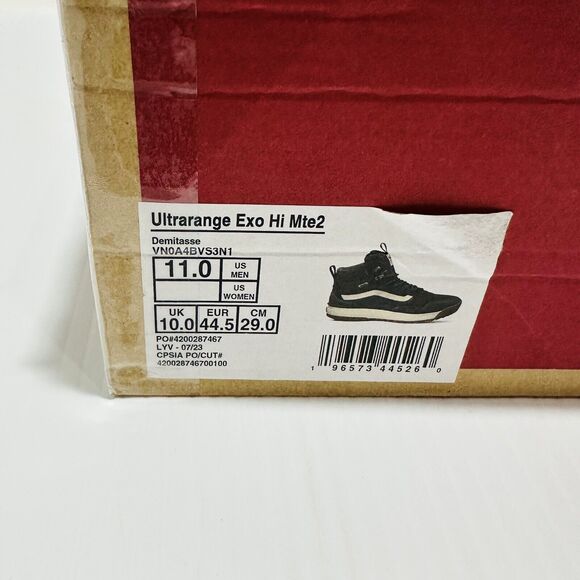 Ultrarange Exo Hi Mte2
Demitasse
VN0A4BVS3N1
11.0 US MEN
US WOMEN
UK EUR CM
10.0 44.5 29.0
PO#4200287467
LYV - 07/23
CPSIA PO/CUT#
420028746700100
1 96573 44526 0